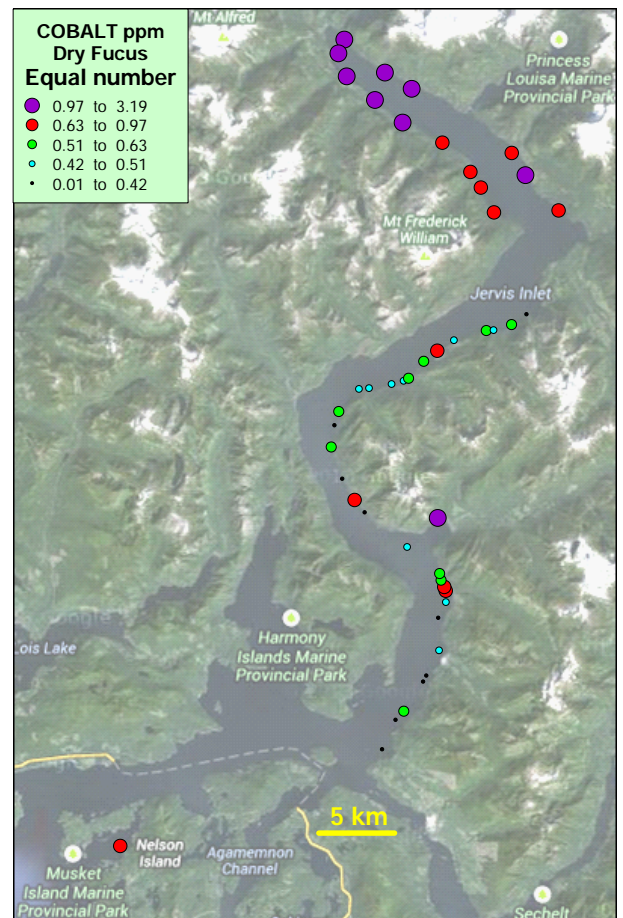 COBALT ppm
Dry Fucus
Equal number
0.97 to 3.19
0.63 to 0.97
0.51 to 0.63
0.42 to 0.51
0.01 to 0.42
Mt Alfred
Princess
Louisa Marine
Provincial Park
Mt Frederick
William
Jervis Inlet
Harmony
Islands Marine
Provincial Park
Lois Lake
5 km
Nelson
Island
Agamemnon
Channel
Musket
Island Marine
Provincial Park
Sechelt